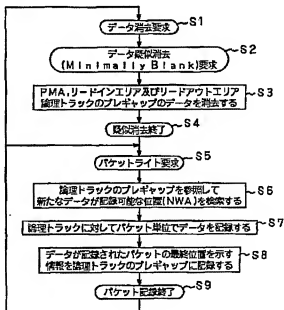 データ消去要求
S1
データ疑似消去
(Minimally Blank)要求
S2
PMA,リードインエリア及びリードアウトエリア
論理トラックのプレギャップのデータを消去する
S3
疑似消去終了
S4
パケットライト要求
S5
論理トラックのプレギャップを参照して
新たなデータが記録可能な位置(NWA)を検索する
S6
論理トラックに対してパケット単位でデータを記録する
S7
データが記録されたパケットの最終位置を示す
情報を論理トラックのプレギャップに記録する
S8
パケット記録終了
S9